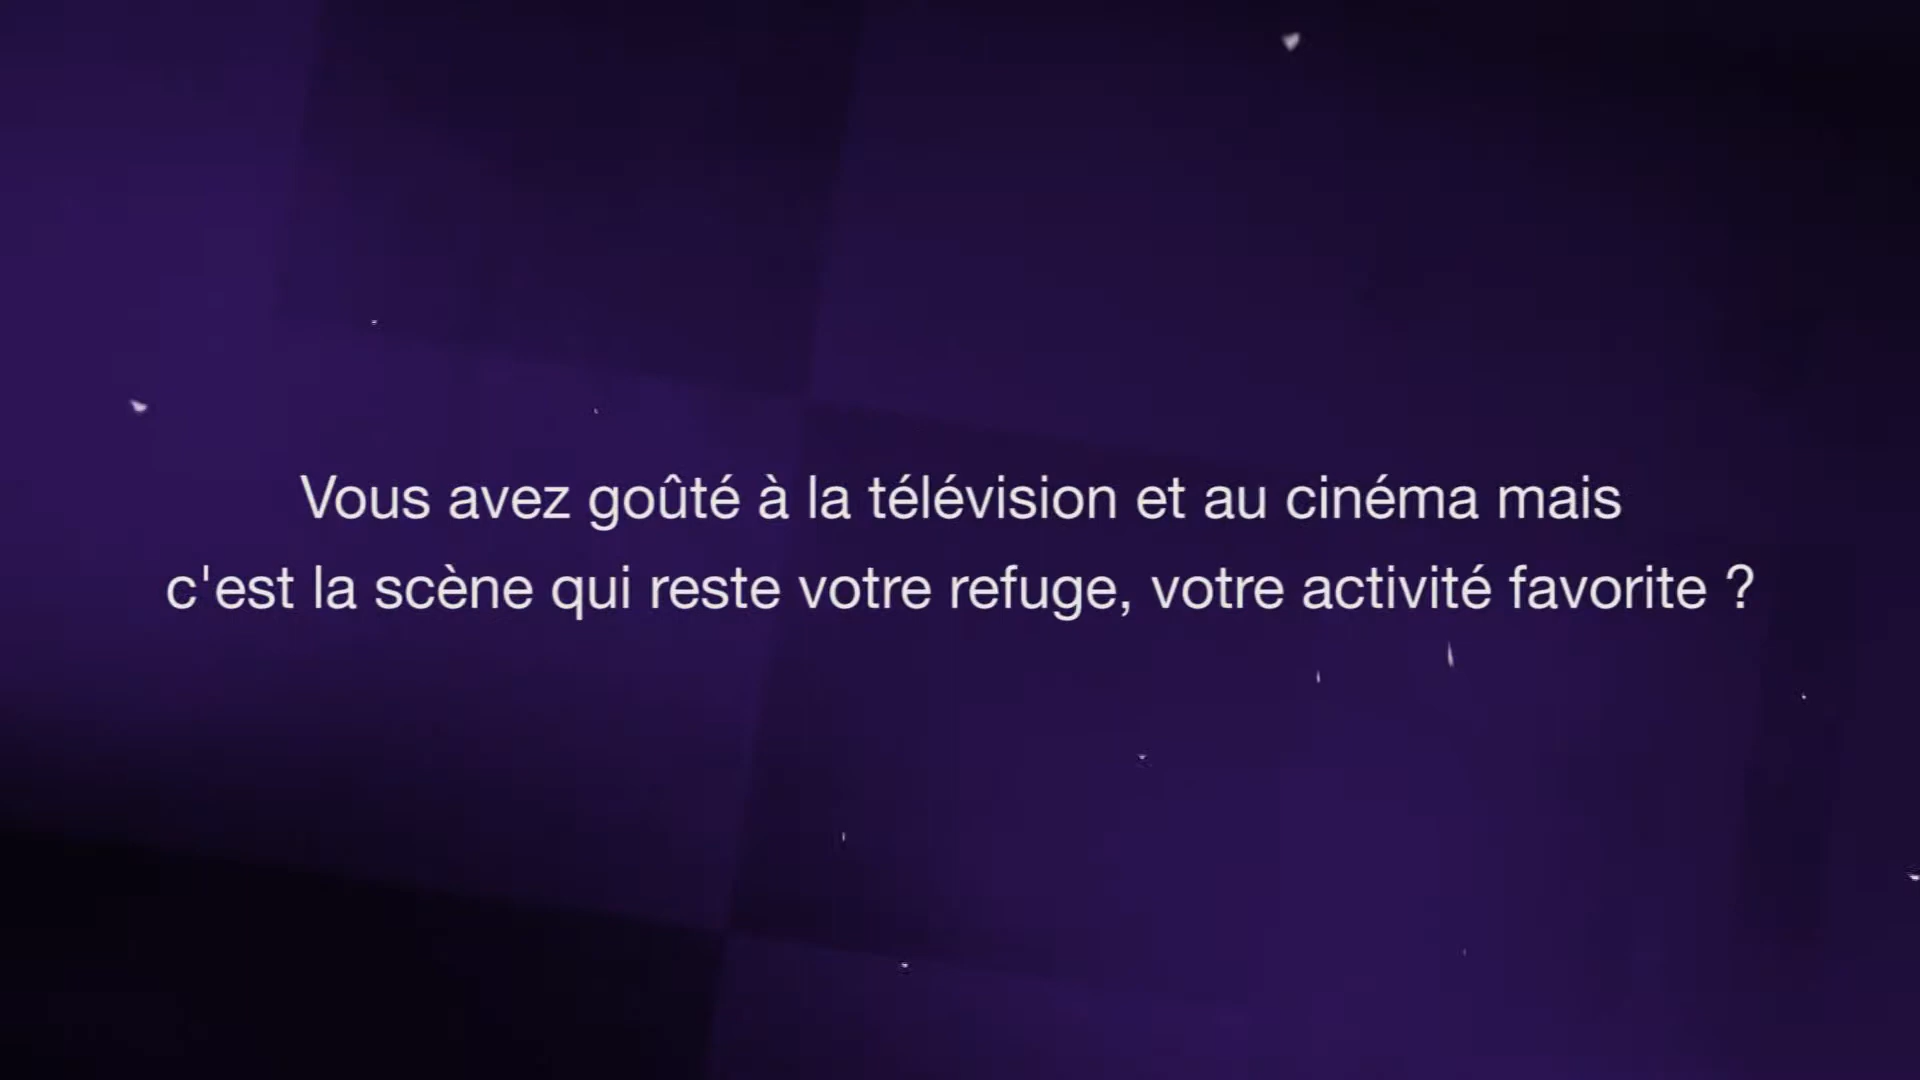 Vous avez goûté à la télévision et au cinéma mais
c'est la scène qui reste votre refuge, votre activité favorite ?